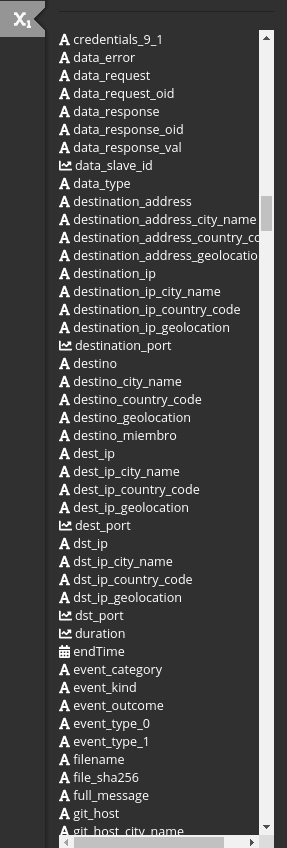 X₁
credentials_9_1
data_error
data_request
data_request_oid
data_response
data_response_oid
data_response_val
data_slave_id
data_type
destination_address
destination_address_city_name
destination_address_country_co
destination_address_geolocatio
destination_ip
destination_ip_city_name
destination_ip_country_code
destination_ip_geolocation
destination_port
destino
destino_city_name
destino_country_code
destino_geolocation
destino_miembro
dest_ip
dest_ip_city_name
dest_ip_country_code
dest_ip_geolocation
dest_port
dst_ip
dst_ip_city_name
dst_ip_country_code
dst_ip_geolocation
dst_port
duration
endTime
event_category
event_kind
event_outcome
event_type_0
event_type_1
filename
file_sha256
full_message
git_host
git_host_city_name